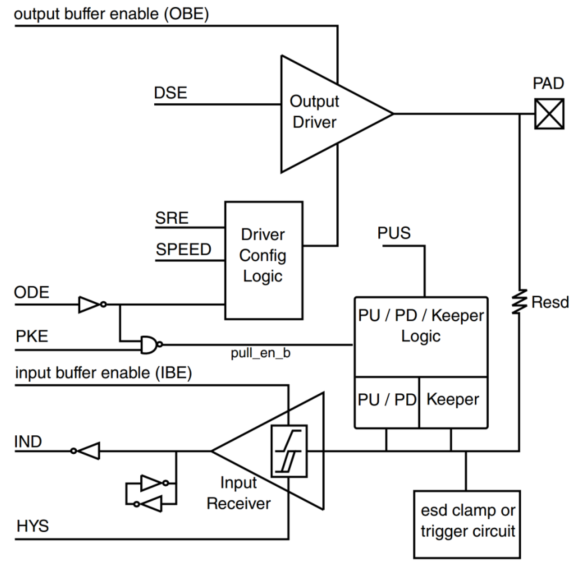 output buffer enable (OBE)
PAD
DSE
Output
Driver
SRE
SPEED
Driver
Config
Logic
PUS
ODE
PKE
pull_en_b
PU / PD / Keeper
Logic
Resd
input buffer enable (IBE)
PU / PD
Keeper
IND
Input
Receiver
HYS
esd clamp or
trigger circuit